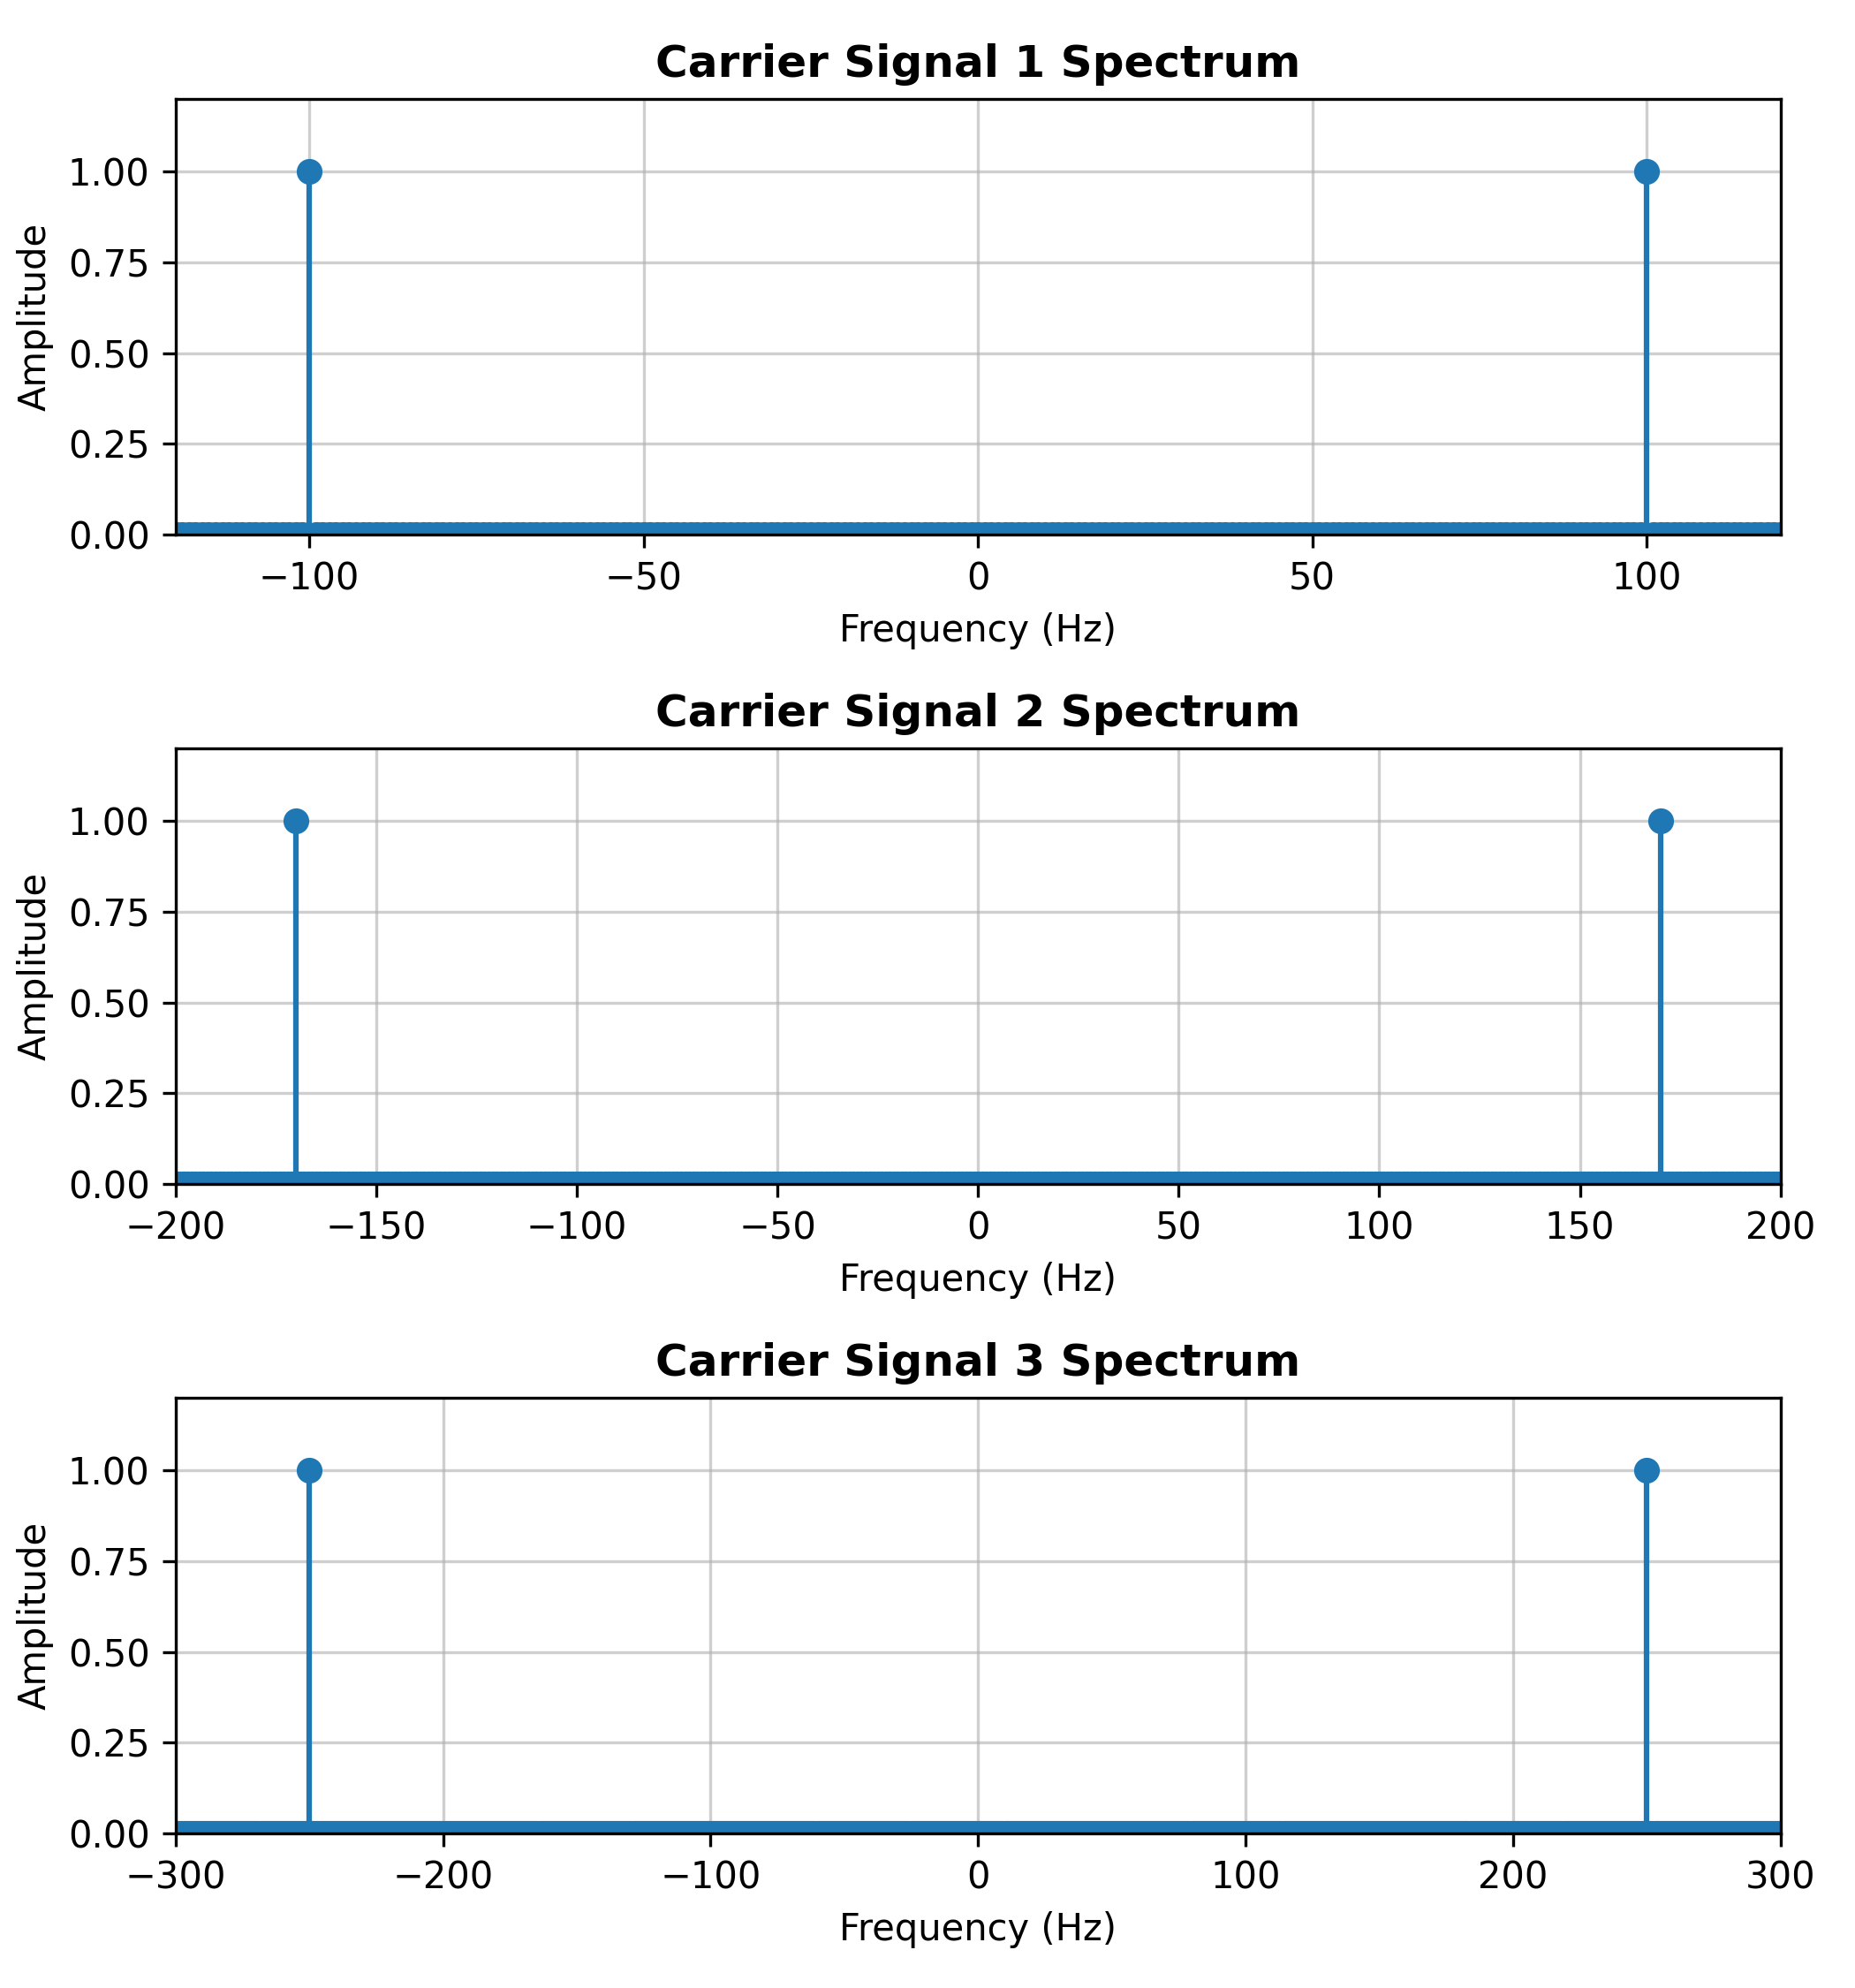 Carrier Signal 1 Spectrum
1.00
0.75
0.50
0.25
0.00
Amplitude
−100 −50 0 50 100
Frequency (Hz)
Carrier Signal 2 Spectrum
1.00
0.75
0.50
0.25
0.00
Amplitude
−200 −150 −100 −50 0 50 100 150 200
Frequency (Hz)
Carrier Signal 3 Spectrum
1.00
0.75
0.50
0.25
0.00
Amplitude
−300 −200 −100 0 100 200 300
Frequency (Hz)